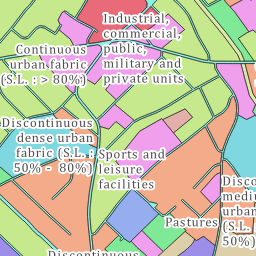 Industrial,
commercial,
public,
military and
private units
Continuous
urban fabric
(S.L. : > 80%)
Discontinuous
dense urban
fabric (S.L. :
50% - 80%)
Sports and
leisure
facilities
Disco
mediu
urban
(S.L.
50%)
Pastures
Discontinuous